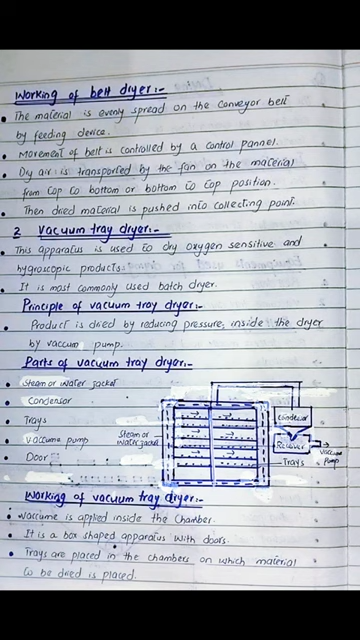 Working of belt dryer:-
• The material is evenly spread on the conveyor belt
by feeding device.
• Movement of belt is controlled by a control pannel.
• Dry air is transported by the fan on the material
from top to bottom or bottom to top position.
• Then dried material is pushed into collecting point.
2 Vacuum tray dryer:-
• This apparatus is used to dry oxygen sensitive and
hygroscopic products.
• It is most commonly used batch dryer.
Principle of vacuum tray dryer:-
• Product is dried by reducing pressure, inside the dryer
by vaccum pump.
Parts of vacuum tray dryer:-
• Steam or water jacket
• Condensor
• Trays
• vaccume pump
• Door
Steam or
water jacket
Condensor
Reciever
vaccume
Pump
Trays
Working of vacuum tray dryer:-
• vaccume is applied inside the chamber.
• It is a box shaped apparatus with doors.
• Trays are placed in the chambers on which material
to be dried is placed.